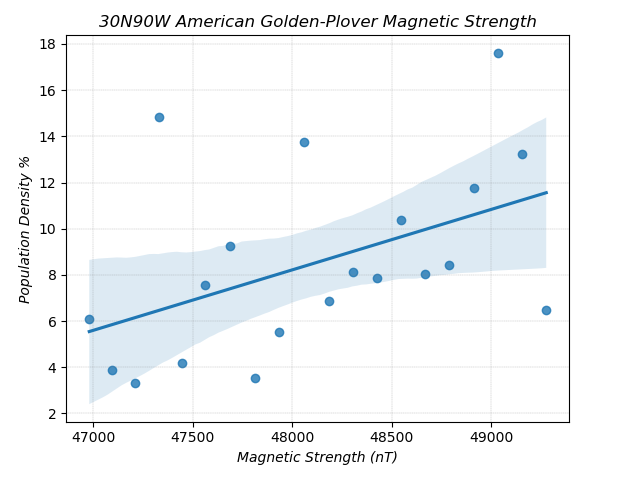 30N90W American Golden-Plover Magnetic Strength
18
16
14
12
10
8
6
4
2
Population Density %
47000 47500 48000 48500 49000
Magnetic Strength (nT)